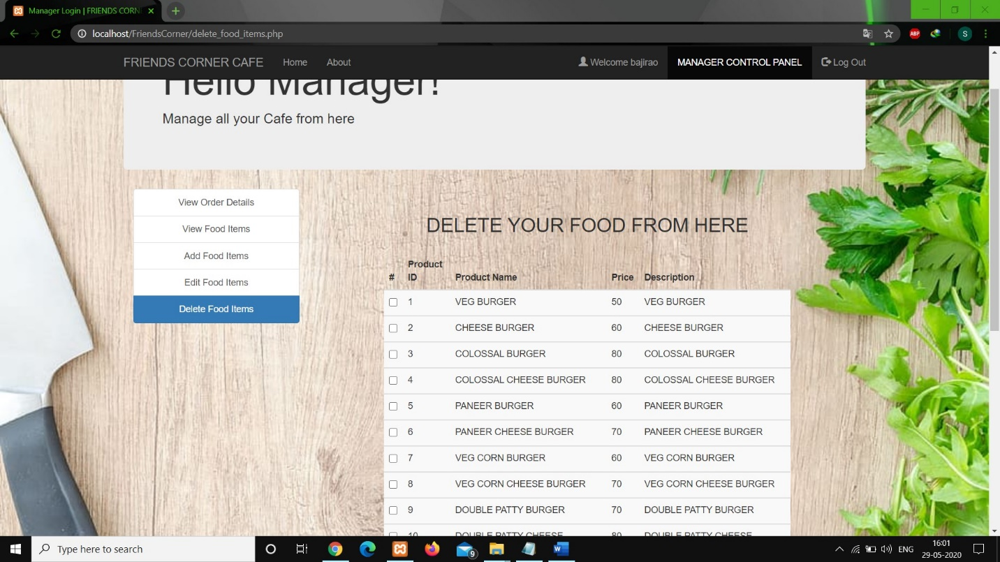 Manager Login | FRIENDS CORN
localhost/FriendsCorner/delete_food_items.php
ABP
S
FRIENDS CORNER CAFE Home About Welcome bajirao MANAGER CONTROL PANEL Log Out
Hello Manager!
Manage all your Cafe from here
View Order Details
View Food Items
Add Food Items
Edit Food Items
Delete Food Items
DELETE YOUR FOOD FROM HERE
# Product ID Product Name Price Description
1 VEG BURGER 50 VEG BURGER
2 CHEESE BURGER 60 CHEESE BURGER
3 COLOSSAL BURGER 80 COLOSSAL BURGER
4 COLOSSAL CHEESE BURGER 80 COLOSSAL CHEESE BURGER
5 PANEER BURGER 60 PANEER BURGER
6 PANEER CHEESE BURGER 70 PANEER CHEESE BURGER
7 VEG CORN BURGER 60 VEG CORN BURGER
8 VEG CORN CHEESE BURGER 70 VEG CORN CHEESE BURGER
9 DOUBLE PATTY BURGER 70 DOUBLE PATTY BURGER
10 DOUBLE PATTY CHEESE 80 DOUBLE PATTY CHEESE
Type here to search
9
ENG
16:01
29-05-2020